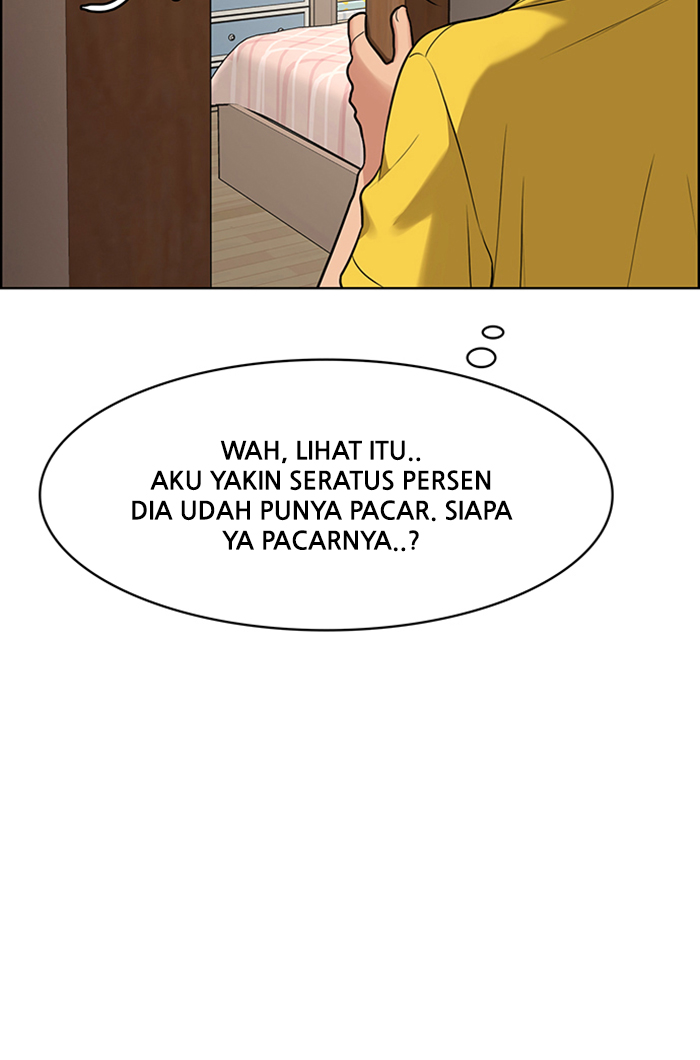 WAH, LIHAT ITU..
AKU YAKIN SERATUS PERSEN
DIA UDAH PUNYA PACAR. SIAPA
YA PACARNYA..?